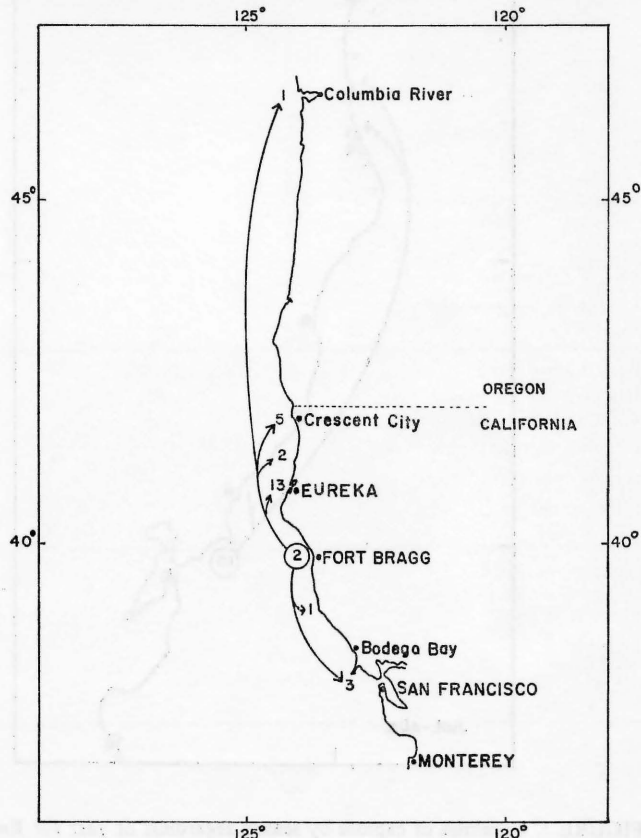 125° 120°
1 Columbia River
45° 45°
OREGON
5 Crescent City CALIFORNIA
2
13 EUREKA
40° 40°
2 FORT BRAGG
1
Bodega Bay
3 SAN FRANCISCO
MONTEREY
125° 120°